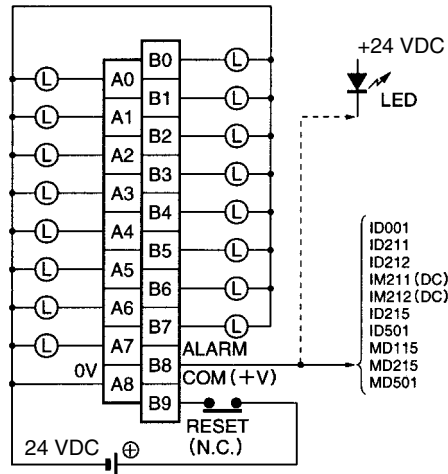 +24 VDC
LED
B0
L
A0
L
B1
L
A1
L
B2
L
A2
L
B3
L
A3
L
B4
L
A4
L
B5
L
A5
L
B6
L
A6
L
B7
L
A7
L
ALARM
B8
0V
A8
COM (+V)
B9
RESET
(N.C.)
24 VDC
⊕
ID001
ID211
ID212
IM211 (DC)
IM212 (DC)
ID215
ID501
MD115
MD215
MD501